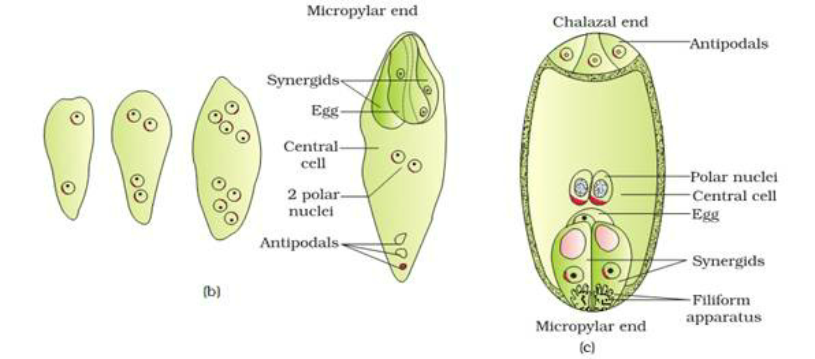 Micropylar end
Synergids
Egg
Central
cell
2 polar
nuclei
Antipodals
(b)
Chalazal end
Antipodals
Polar nuclei
Central cell
Egg
Synergids
Filiform
apparatus
Micropylar end
(c)